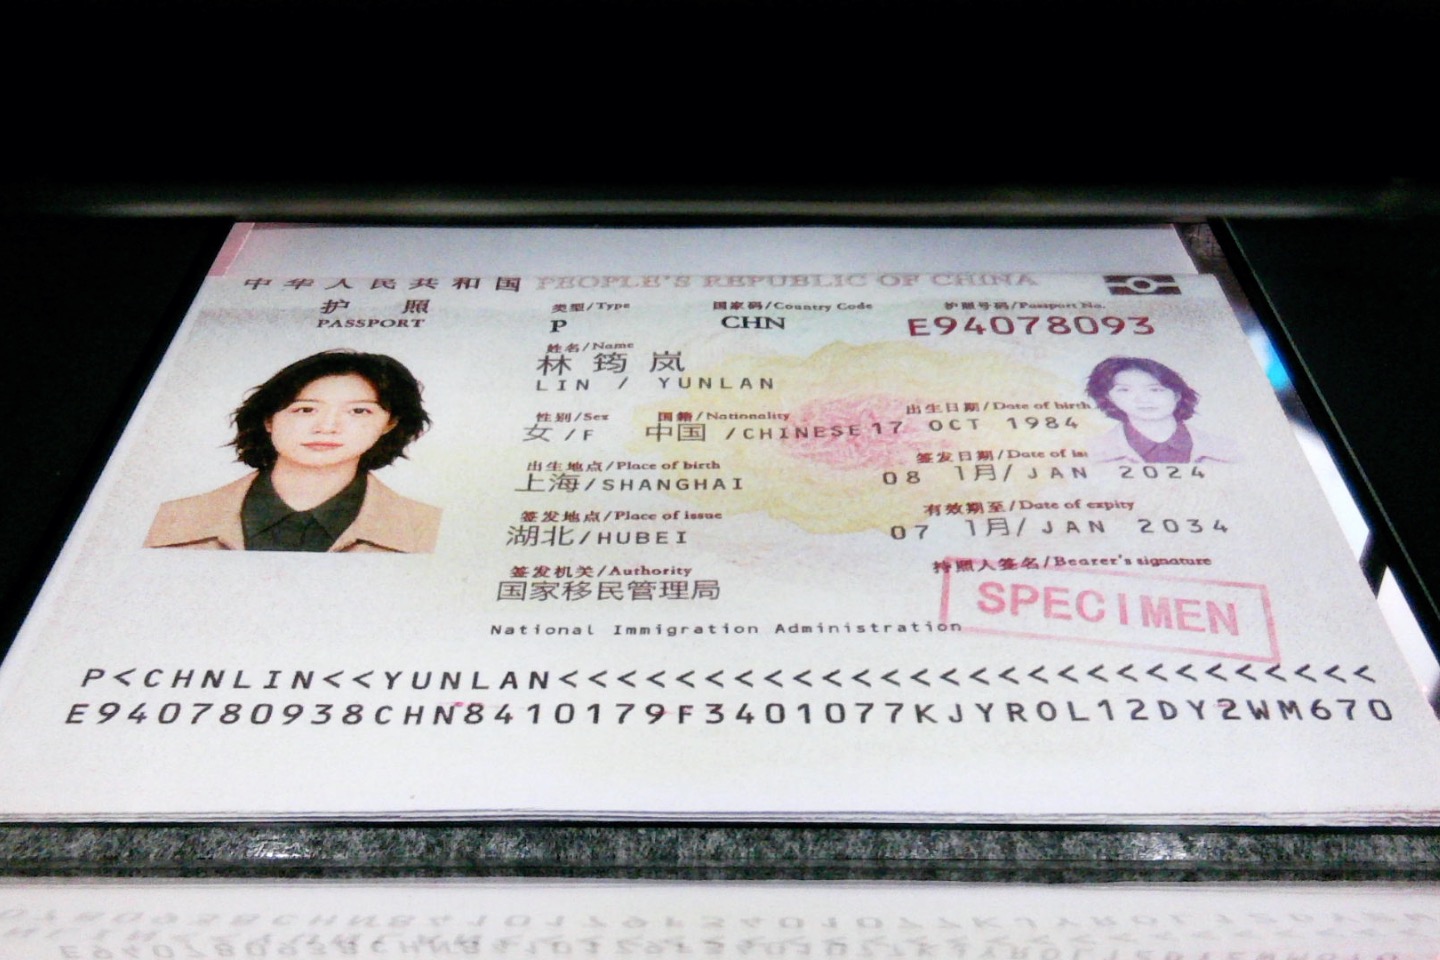 中华人民共和国 PEOPLE'S REPUBLIC OF CHINA
护 照
PASSPORT
类型/Type 国家码/Country Code 护照号码/Passport No.
P CHN E94078093
姓名/Name
林 筠 岚
LIN / YUNLAN
性别/Sex 国籍/Nationality 出生日期/Date of birth
女/F 中国/CHINESE 17 OCT 1984
出生地点/Place of birth 签发日期/Date of is
上海/SHANGHAI 08 1月/JAN 2024
签发地点/Place of issue 有效期至/Date of expity
湖北/HUBEI 07 1月/JAN 2034
签发机关/Authority 持照人签名/Bearer's signature
国家移民管理局
SPECIMEN
National Immigration Administration
P<CHNLIN<<YUNLAN<<<<<<<<<<<<<<<<<<<<<<<<<<<<
E940780938CHN8410179F3401077KJYROL12DY2WM670